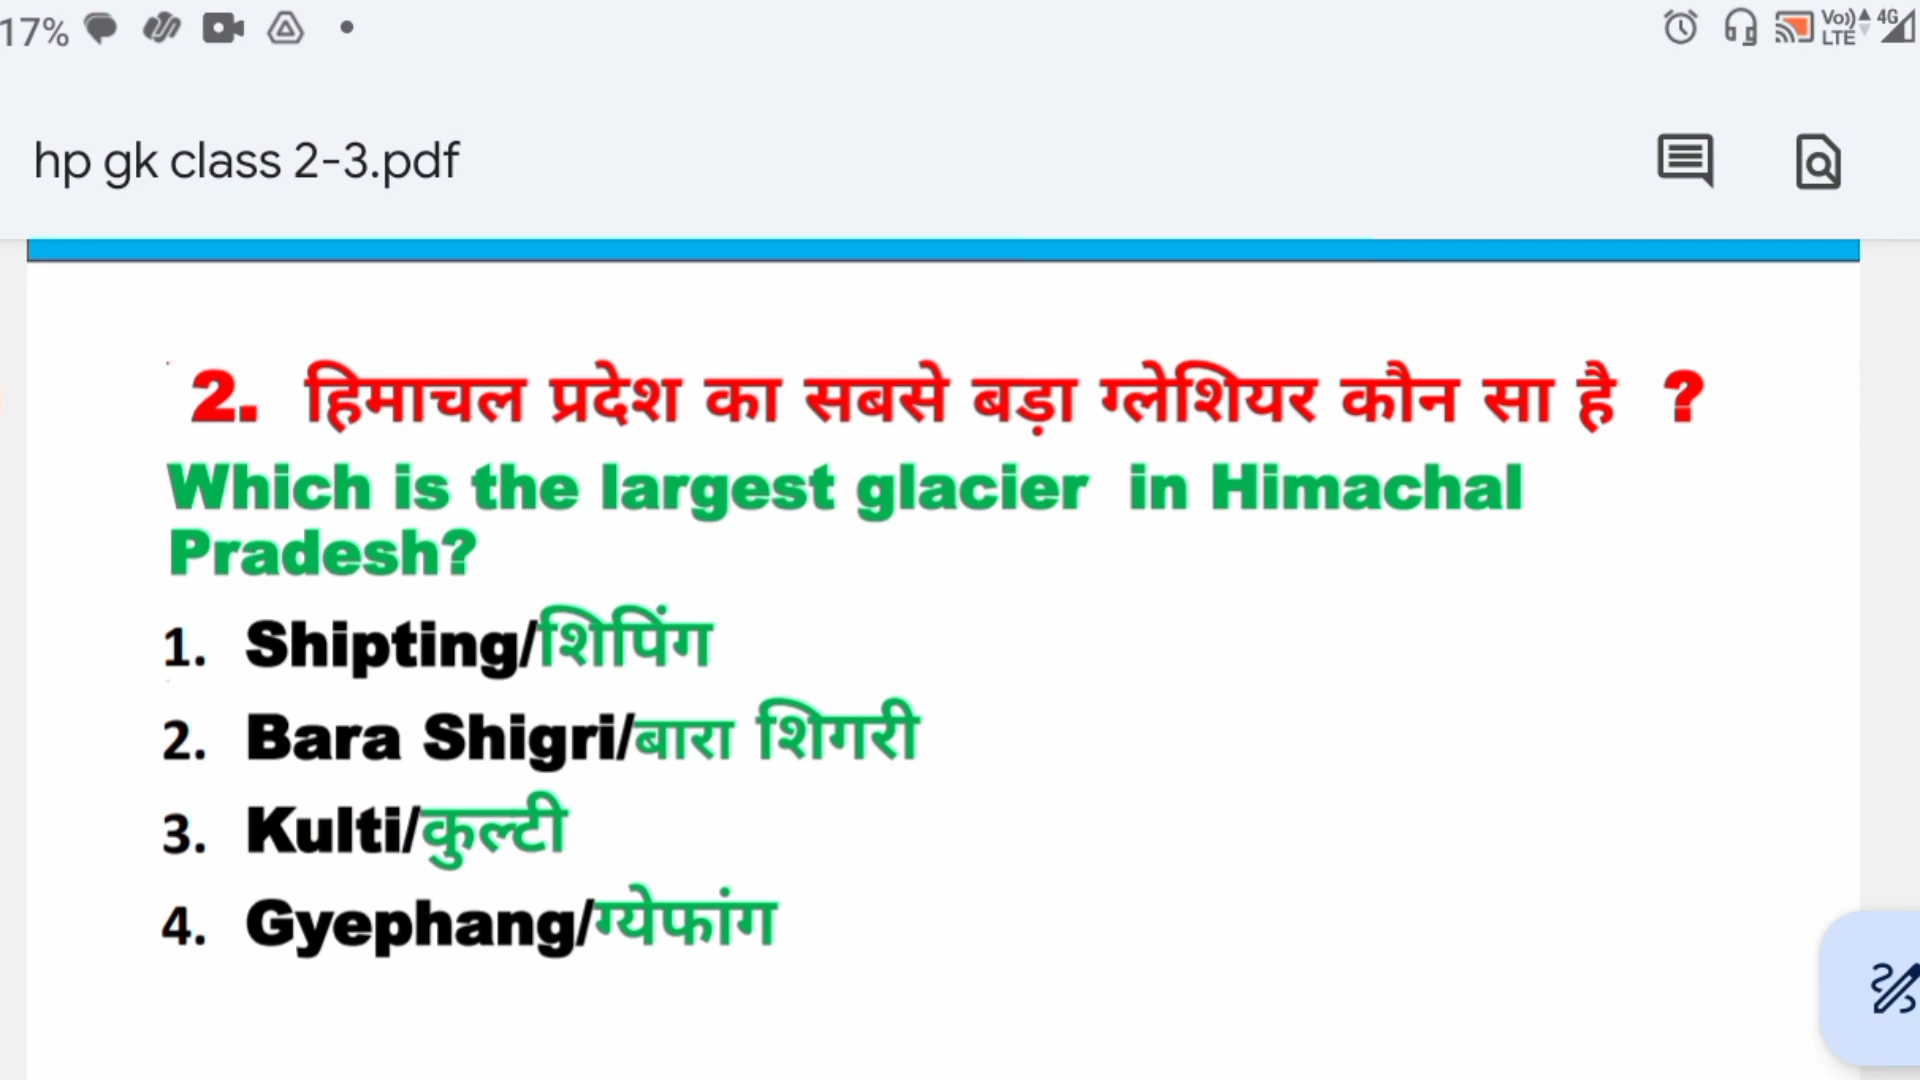 17%
Vo)) 4G
LTE
hp gk class 2-3.pdf
2. हिमाचल प्रदेश का सबसे बड़ा ग्लेशियर कौन सा है ?
Which is the largest glacier in Himachal
Pradesh?
1. Shipting/शिपिंग
2. Bara Shigri/बारा शिगरी
3. Kulti/कुल्टी
4. Gyephang/ग्येफांग